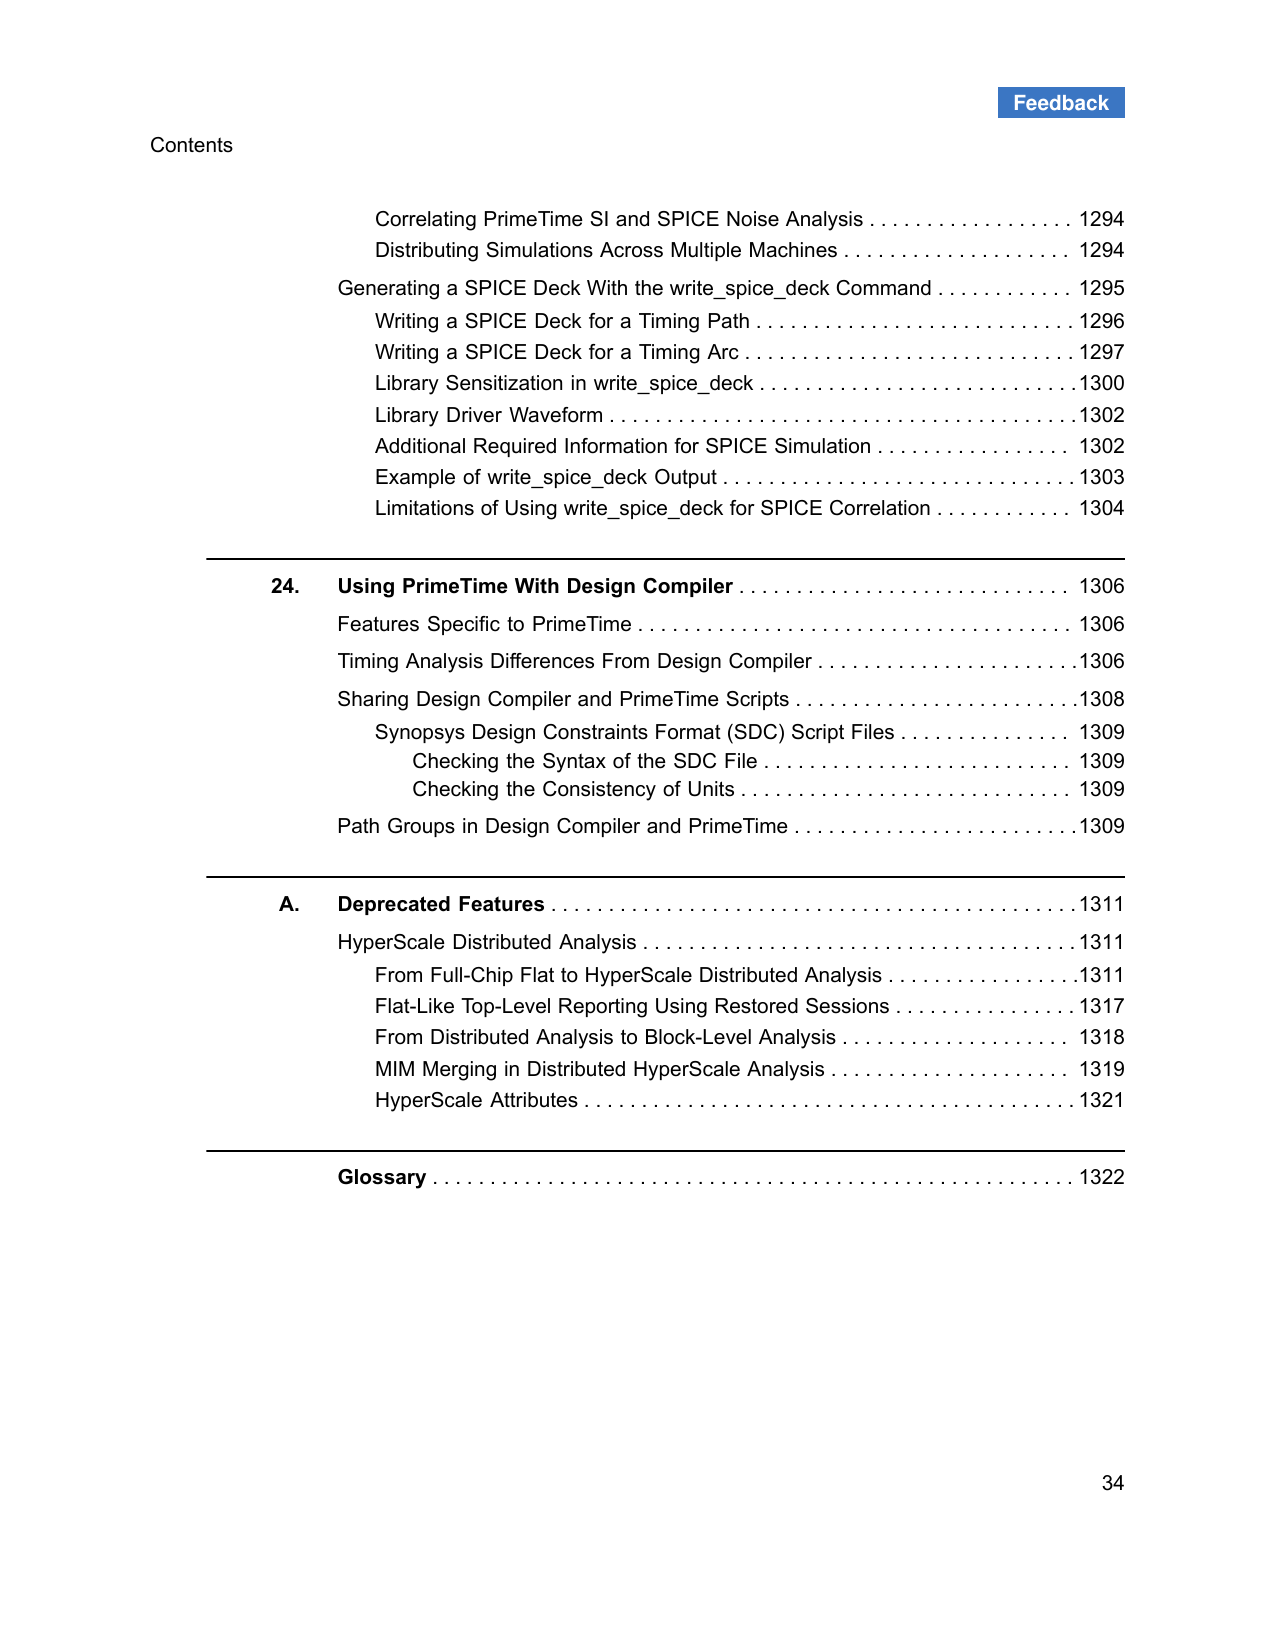 Feedback
Contents
Correlating PrimeTime SI and SPICE Noise Analysis . . . . . . . . . . . . . . . . . . 1294
Distributing Simulations Across Multiple Machines . . . . . . . . . . . . . . . . . . . . 1294
Generating a SPICE Deck With the write_spice_deck Command . . . . . . . . . . . . 1295
Writing a SPICE Deck for a Timing Path . . . . . . . . . . . . . . . . . . . . . . . . . . . . 1296
Writing a SPICE Deck for a Timing Arc . . . . . . . . . . . . . . . . . . . . . . . . . . . . . 1297
Library Sensitization in write_spice_deck . . . . . . . . . . . . . . . . . . . . . . . . . . . . 1300
Library Driver Waveform . . . . . . . . . . . . . . . . . . . . . . . . . . . . . . . . . . . . . . . . . 1302
Additional Required Information for SPICE Simulation . . . . . . . . . . . . . . . . . 1302
Example of write_spice_deck Output . . . . . . . . . . . . . . . . . . . . . . . . . . . . . . . 1303
Limitations of Using write_spice_deck for SPICE Correlation . . . . . . . . . . . . 1304
24. Using PrimeTime With Design Compiler . . . . . . . . . . . . . . . . . . . . . . . . . . . . . 1306
Features Specific to PrimeTime . . . . . . . . . . . . . . . . . . . . . . . . . . . . . . . . . . . . . . 1306
Timing Analysis Differences From Design Compiler . . . . . . . . . . . . . . . . . . . . . . . 1306
Sharing Design Compiler and PrimeTime Scripts . . . . . . . . . . . . . . . . . . . . . . . . . 1308
Synopsys Design Constraints Format (SDC) Script Files . . . . . . . . . . . . . . . 1309
Checking the Syntax of the SDC File . . . . . . . . . . . . . . . . . . . . . . . . . . . 1309
Checking the Consistency of Units . . . . . . . . . . . . . . . . . . . . . . . . . . . . . 1309
Path Groups in Design Compiler and PrimeTime . . . . . . . . . . . . . . . . . . . . . . . . . 1309
A. Deprecated Features . . . . . . . . . . . . . . . . . . . . . . . . . . . . . . . . . . . . . . . . . . . . . . 1311
HyperScale Distributed Analysis . . . . . . . . . . . . . . . . . . . . . . . . . . . . . . . . . . . . . . 1311
From Full-Chip Flat to HyperScale Distributed Analysis . . . . . . . . . . . . . . . . . 1311
Flat-Like Top-Level Reporting Using Restored Sessions . . . . . . . . . . . . . . . . 1317
From Distributed Analysis to Block-Level Analysis . . . . . . . . . . . . . . . . . . . . 1318
MIM Merging in Distributed HyperScale Analysis . . . . . . . . . . . . . . . . . . . . . 1319
HyperScale Attributes . . . . . . . . . . . . . . . . . . . . . . . . . . . . . . . . . . . . . . . . . . . 1321
Glossary . . . . . . . . . . . . . . . . . . . . . . . . . . . . . . . . . . . . . . . . . . . . . . . . . . . . . . . . 1322
34